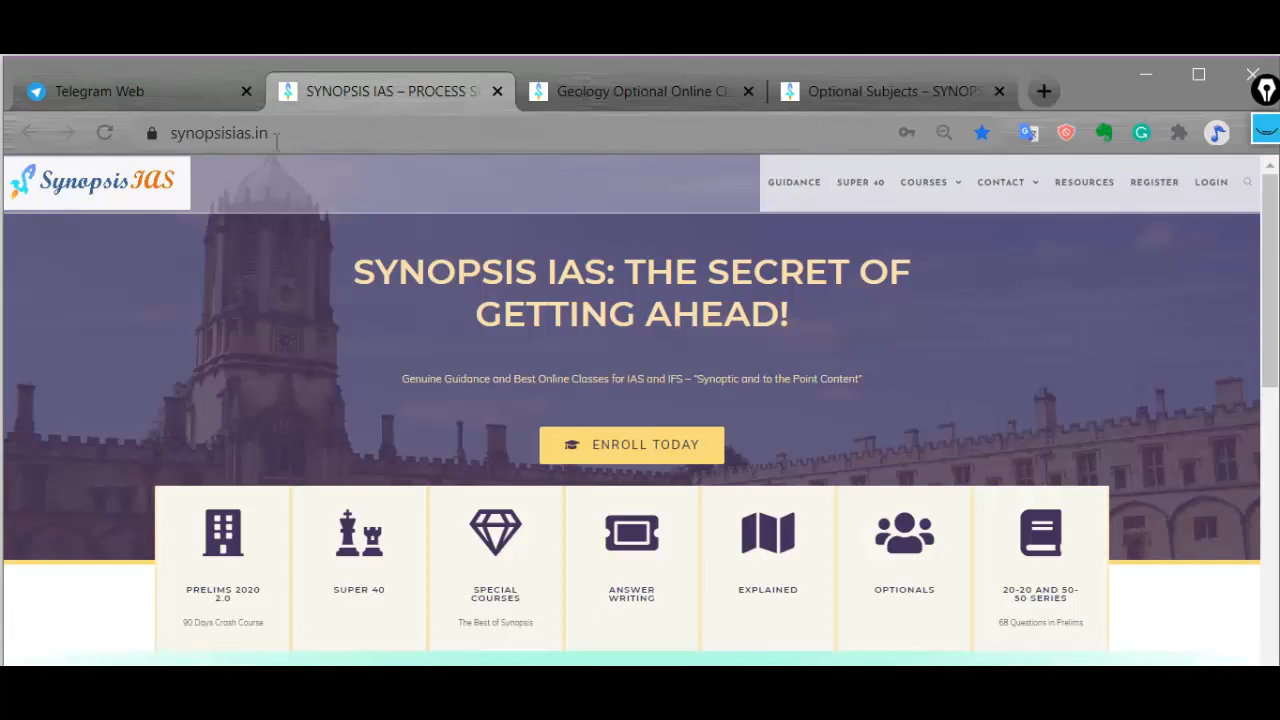 Telegram Web
SYNOPSIS IAS – PROCESS S
Geology Optional Online Cl
Optional Subjects – SYNOPS
synopsisias.in
SynopsisIAS
GUIDANCE
SUPER 40
COURSES
CONTACT
RESOURCES
REGISTER
LOGIN
SYNOPSIS IAS: THE SECRET OF
GETTING AHEAD!
Genuine Guidance and Best Online Classes for IAS and IFS – "Synoptic and to the Point Content"
ENROLL TODAY
PRELIMS 2020
2.0
90 Days Crash Course
SUPER 40
SPECIAL
COURSES
The Best of Synopsis
ANSWER
WRITING
EXPLAINED
OPTIONALS
20-20 AND 50-
50 SERIES
68 Questions in Prelims